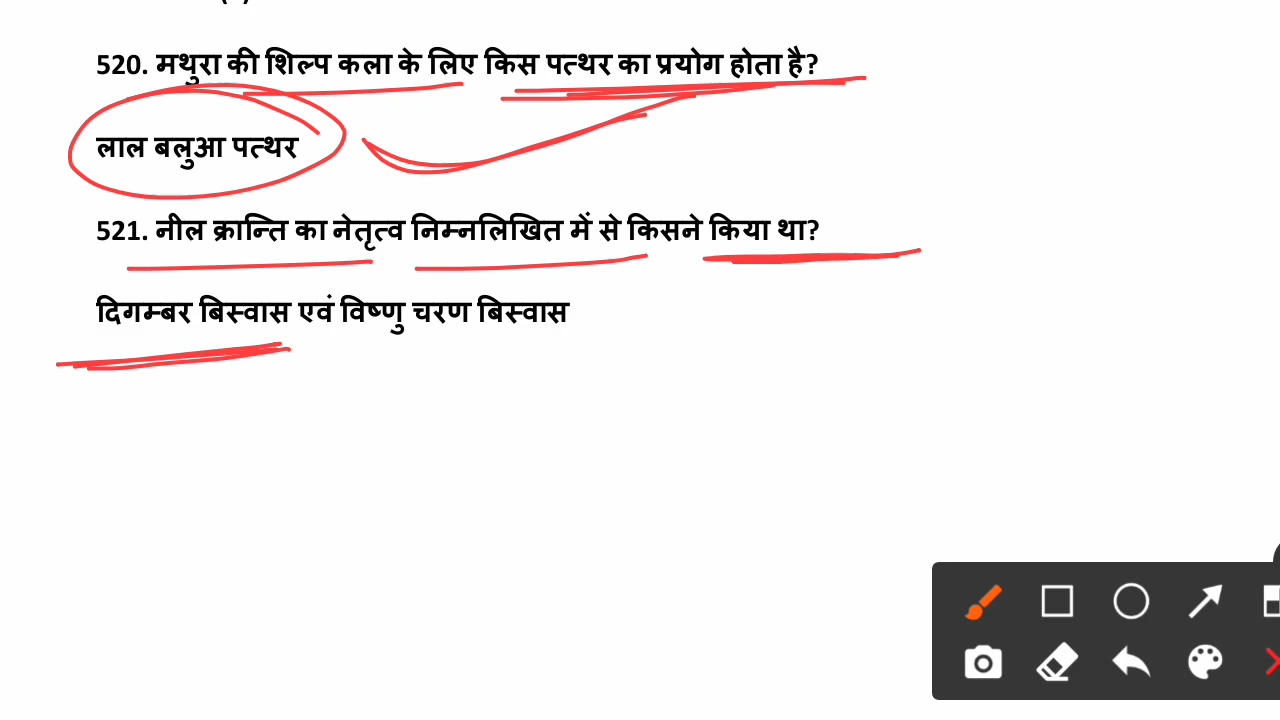 520. मथुरा की शिल्प कला के लिए किस पत्थर का प्रयोग होता है?
लाल बलुआ पत्थर
521. नील क्रान्ति का नेतृत्व निम्नलिखित में से किसने किया था?
दिगम्बर बिस्वास एवं विष्णु चरण बिस्वास